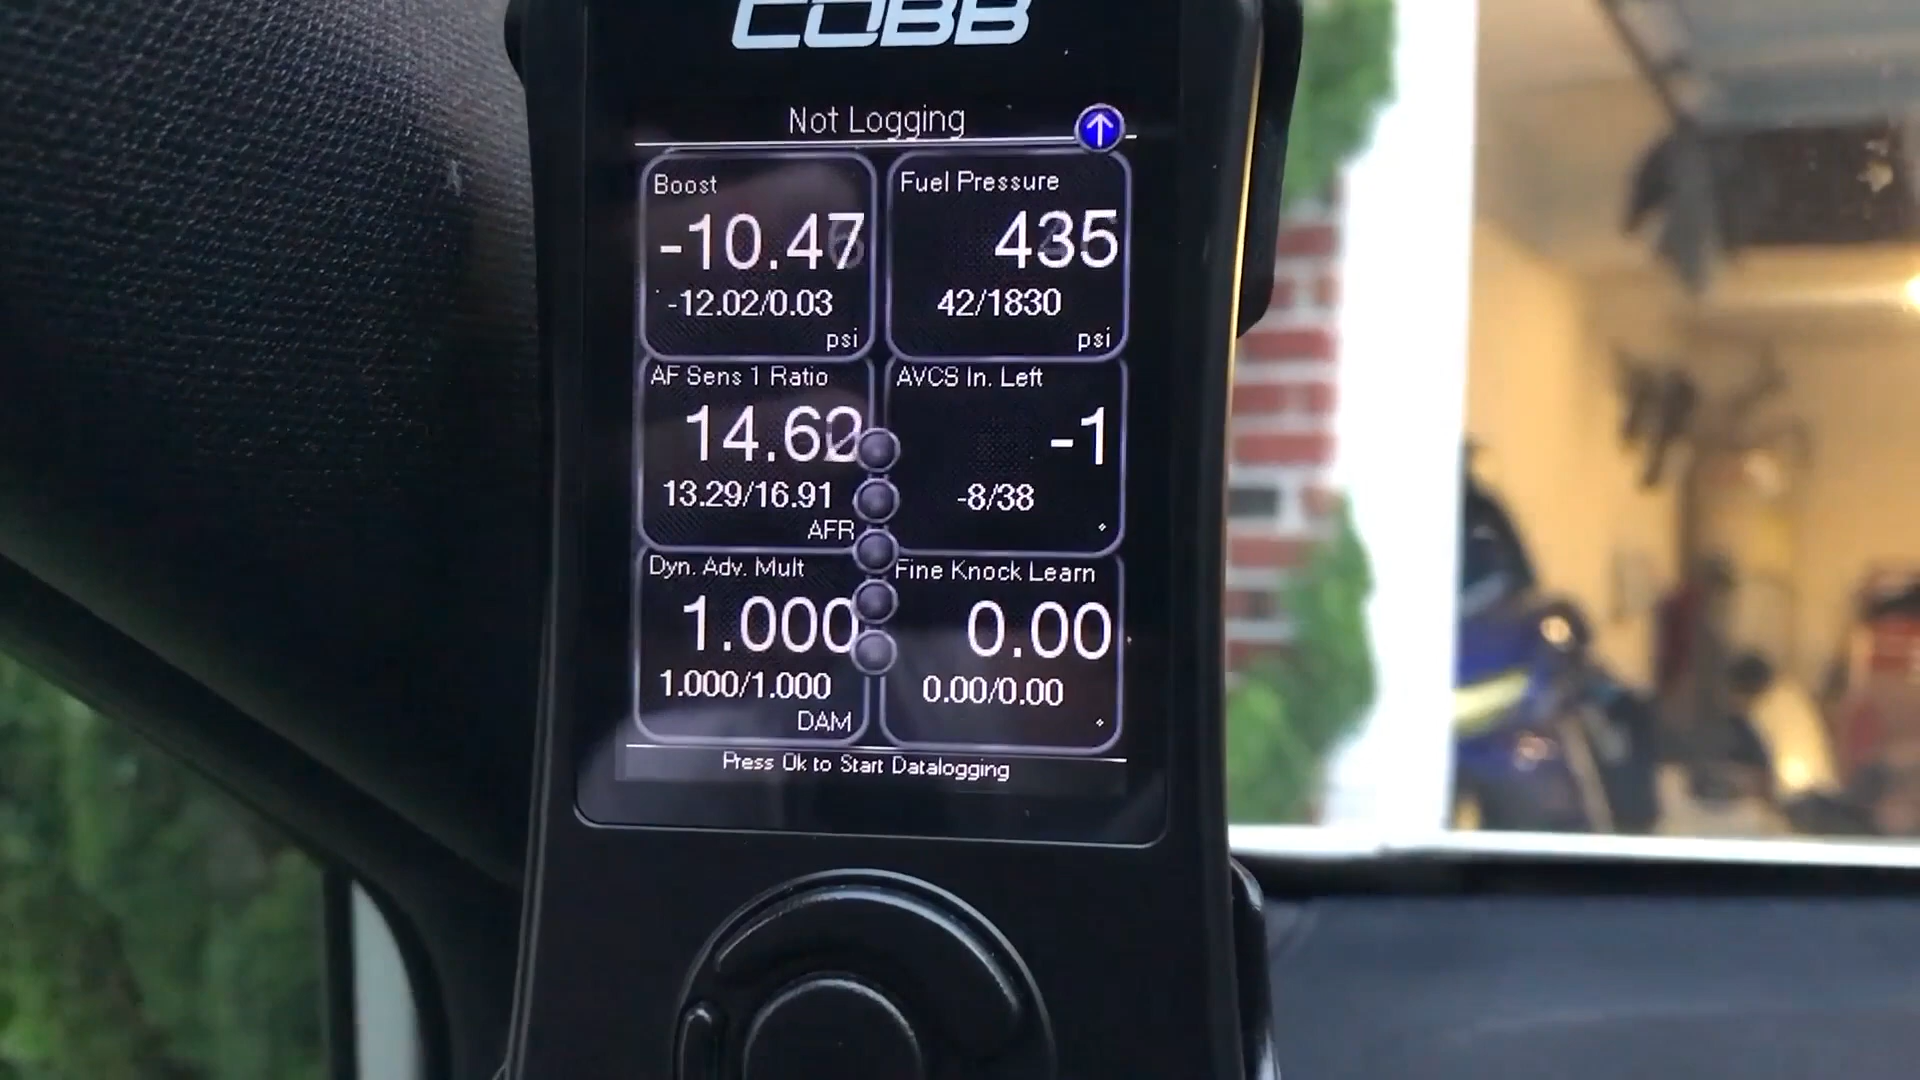 COBB
Not Logging
Boost
-10.47
-12.02/0.03
psi
Fuel Pressure
435
42/1830
psi
AF Sens 1 Ratio
14.62
13.29/16.91
AFR
AVCS In. Left
-1
-8/38
°
Dyn. Adv. Mult
1.000
1.000/1.000
DAM
Fine Knock Learn
0.00
0.00/0.00
°
Press Ok to Start Datalogging